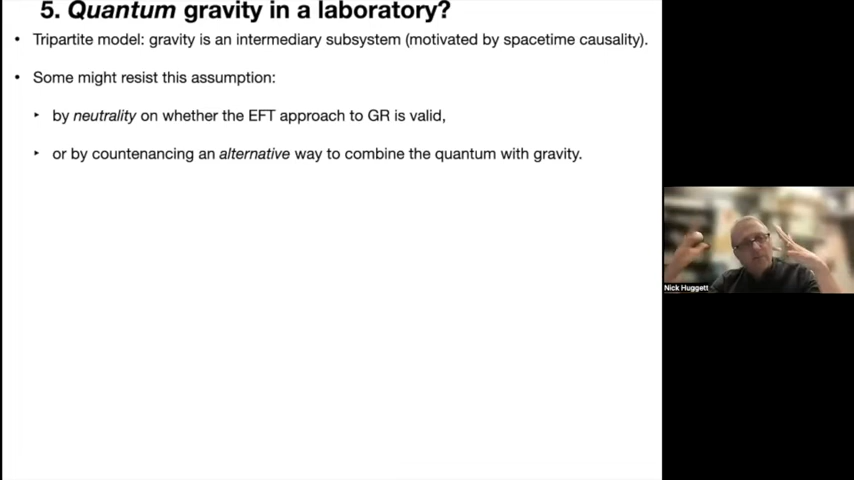 5. Quantum gravity in a laboratory?
• Tripartite model: gravity is an intermediary subsystem (motivated by spacetime causality).
• Some might resist this assumption:
‣ by neutrality on whether the EFT approach to GR is valid,
‣ or by countenancing an alternative way to combine the quantum with gravity.
Nick Huggett